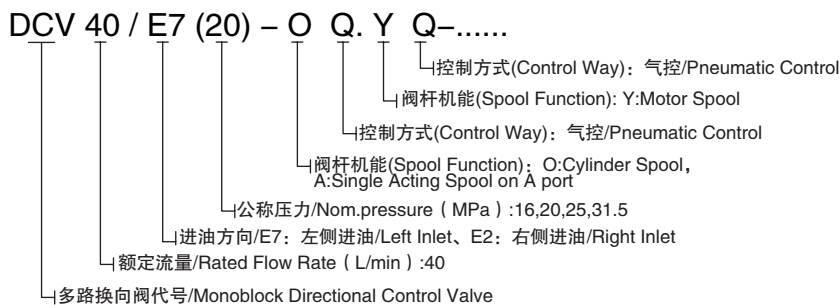 DCV 40 / E7 (20) – O Q. Y Q–......
控制方式(Control Way)：气控/Pneumatic Control
阀杆机能(Spool Function): Y:Motor Spool
控制方式(Control Way)：气控/Pneumatic Control
阀杆机能(Spool Function)：O:Cylinder Spool，
A:Single Acting Spool on A port
公称压力/Nom.pressure（MPa）:16,20,25,31.5
进油方向/E7：左侧进油/Left Inlet、E2：右侧进油/Right Inlet
额定流量/Rated Flow Rate（L/min）:40
多路换向阀代号/Monoblock Directional Control Valve